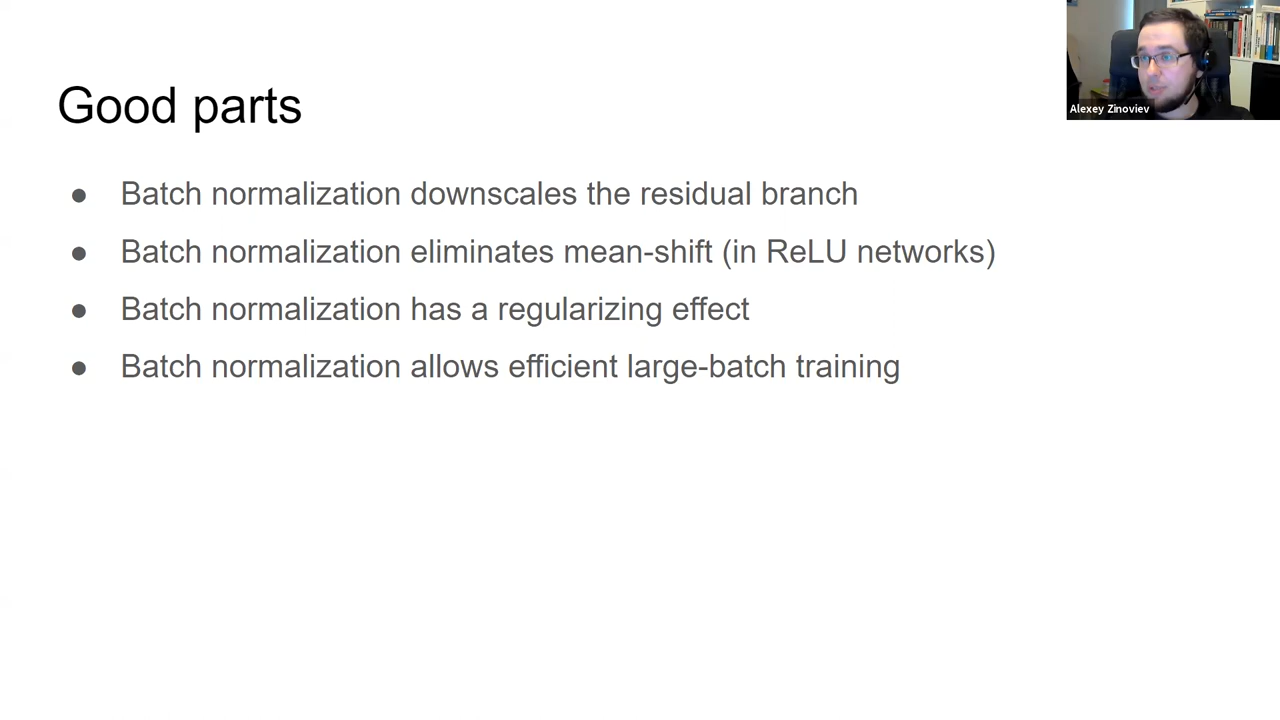 Good parts
● Batch normalization downscales the residual branch
● Batch normalization eliminates mean-shift (in ReLU networks)
● Batch normalization has a regularizing effect
● Batch normalization allows efficient large-batch training
Alexey Zinoviev